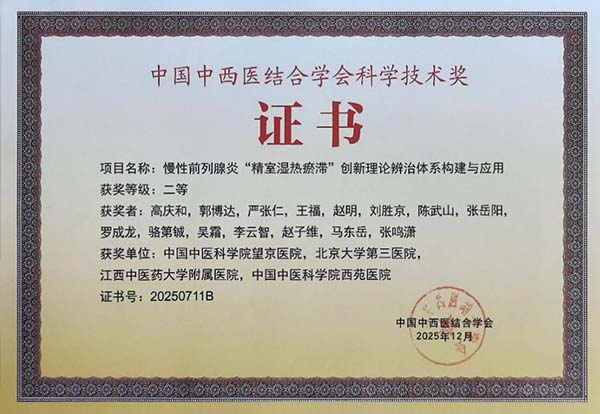 中国中西医结合学会科学技术奖
证书
项目名称：慢性前列腺炎“精室湿热瘀滞”创新理论辨治体系构建与应用
获奖等级：二等
获奖者：高庆和，郭博达，严张仁，王福，赵明，刘胜京，陈武山，张岳阳，
罗成龙，骆第铖，吴霜，李云智，赵子维，马东岳，张鸣潇
获奖单位：中国中医科学院望京医院，北京大学第三医院，
江西中医药大学附属医院，中国中医科学院西苑医院
证书号：20250711B
中国中西医结合学会
2025年12月